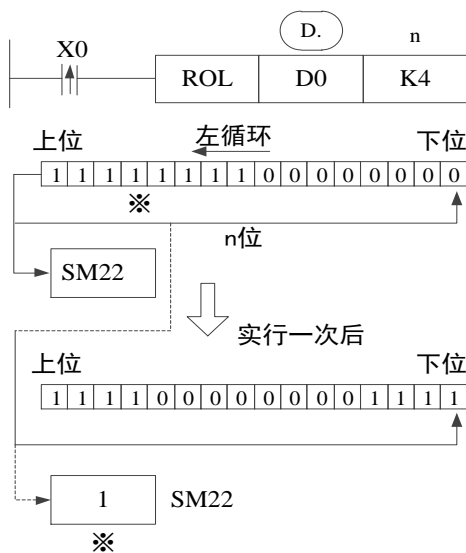 D. n
X0
ROL D0 K4
上位 左循环 下位
1 1 1 1 1 1 1 1 0 0 0 0 0 0 0 0
※
n位
SM22
实行一次后
上位 下位
1 1 1 1 0 0 0 0 0 0 0 0 1 1 1 1
1 SM22
※